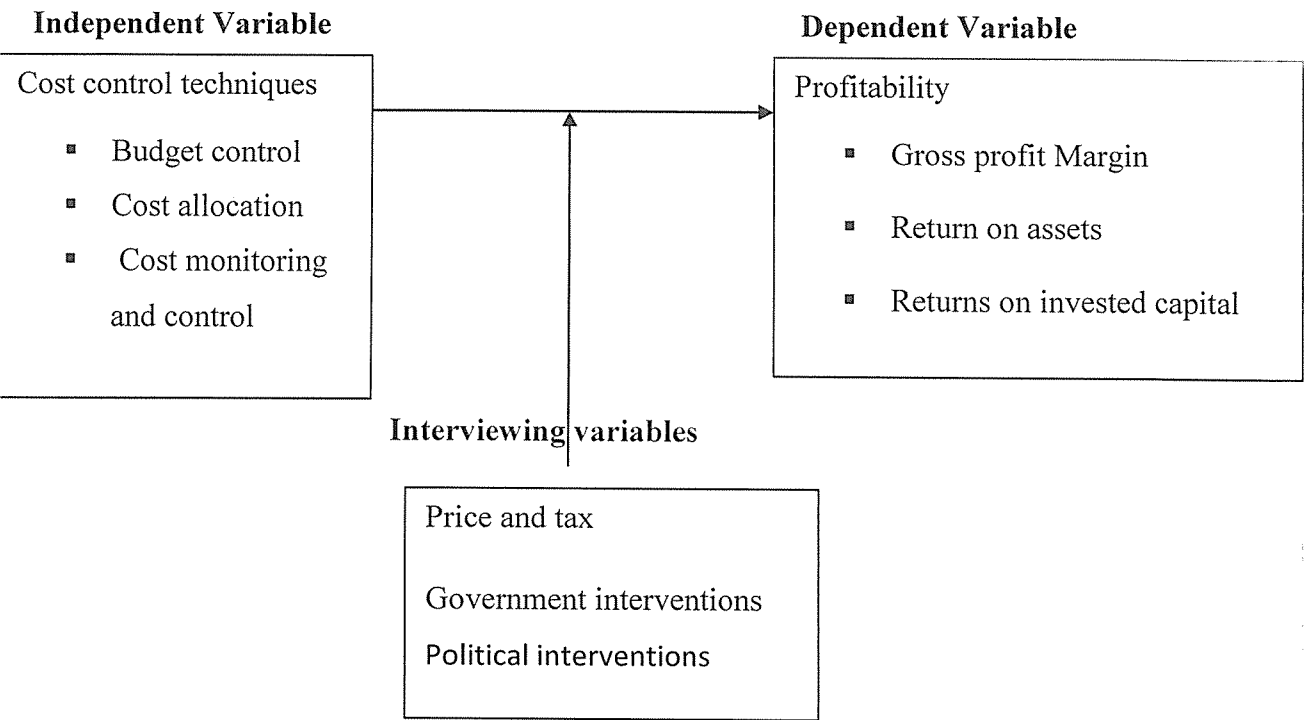 Independent Variable
Cost control techniques
▪ Budget control
▪ Cost allocation
▪ Cost monitoring
and control
Dependent Variable
Profitability
▪ Gross profit Margin
▪ Return on assets
▪ Returns on invested capital
Interviewing variables
Price and tax
Government interventions
Political interventions